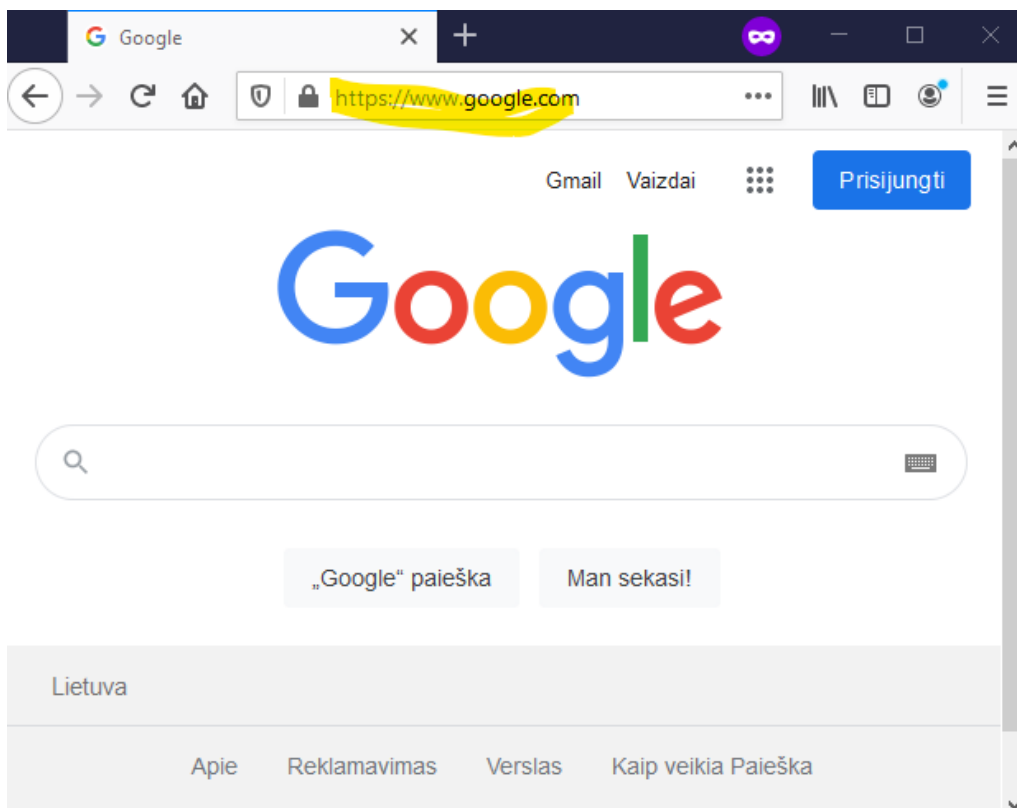 Google
https://www.google.com
Gmail Vaizdai Prisijungti
Google
„Google“ paieška Man sekasi!
Lietuva
Apie Reklamavimas Verslas Kaip veikia Paieška